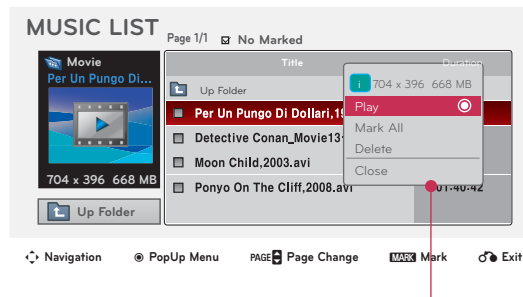 MUSIC LIST
Page 1/1 No Marked
Movie
Per Un Pungo Di...
704 x 396 668 MB
Up Folder
Title Duration
Up Folder
Per Un Pungo Di Dollari,19
Detective Conan_Movie13
Moon Child,2003.avi
Ponyo On The Cliff,2008.avi 01:40:42
i 704 x 396 668 MB
Play
Mark All
Delete
Close
Navigation PopUp Menu PAGE Page Change MARK Mark Exit